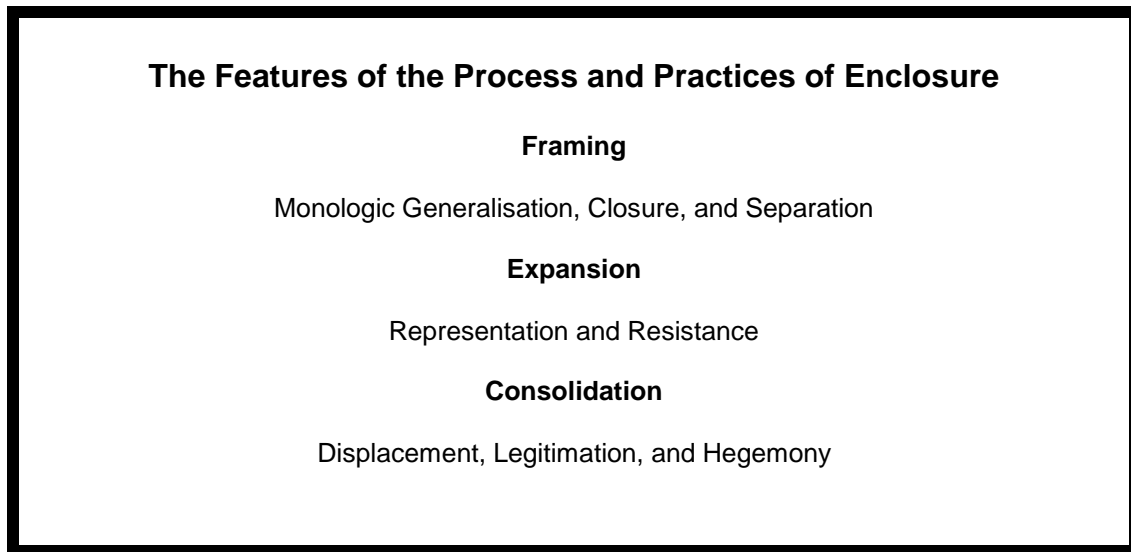 The Features of the Process and Practices of Enclosure
Framing
Monologic Generalisation, Closure, and Separation
Expansion
Representation and Resistance
Consolidation
Displacement, Legitimation, and Hegemony